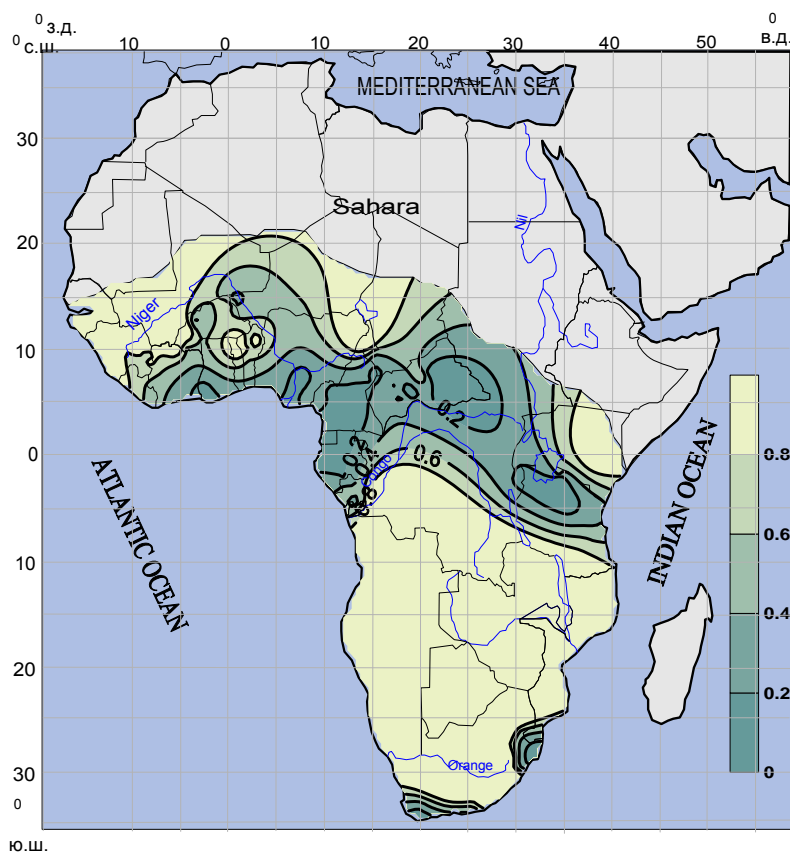 0 з.д.
0 в.д.
0 с.ш.
10 0 10 20 30 40 50
MEDITERRANEAN SEA
30
Sahara
Nil
20
Niger
10
0.2
0.6
Congo
0
ATLANTIC OCEAN
INDIAN OCEAN
0.8
0.6
0.4
0.2
0
10
20
Orange
30
0
ю.ш.